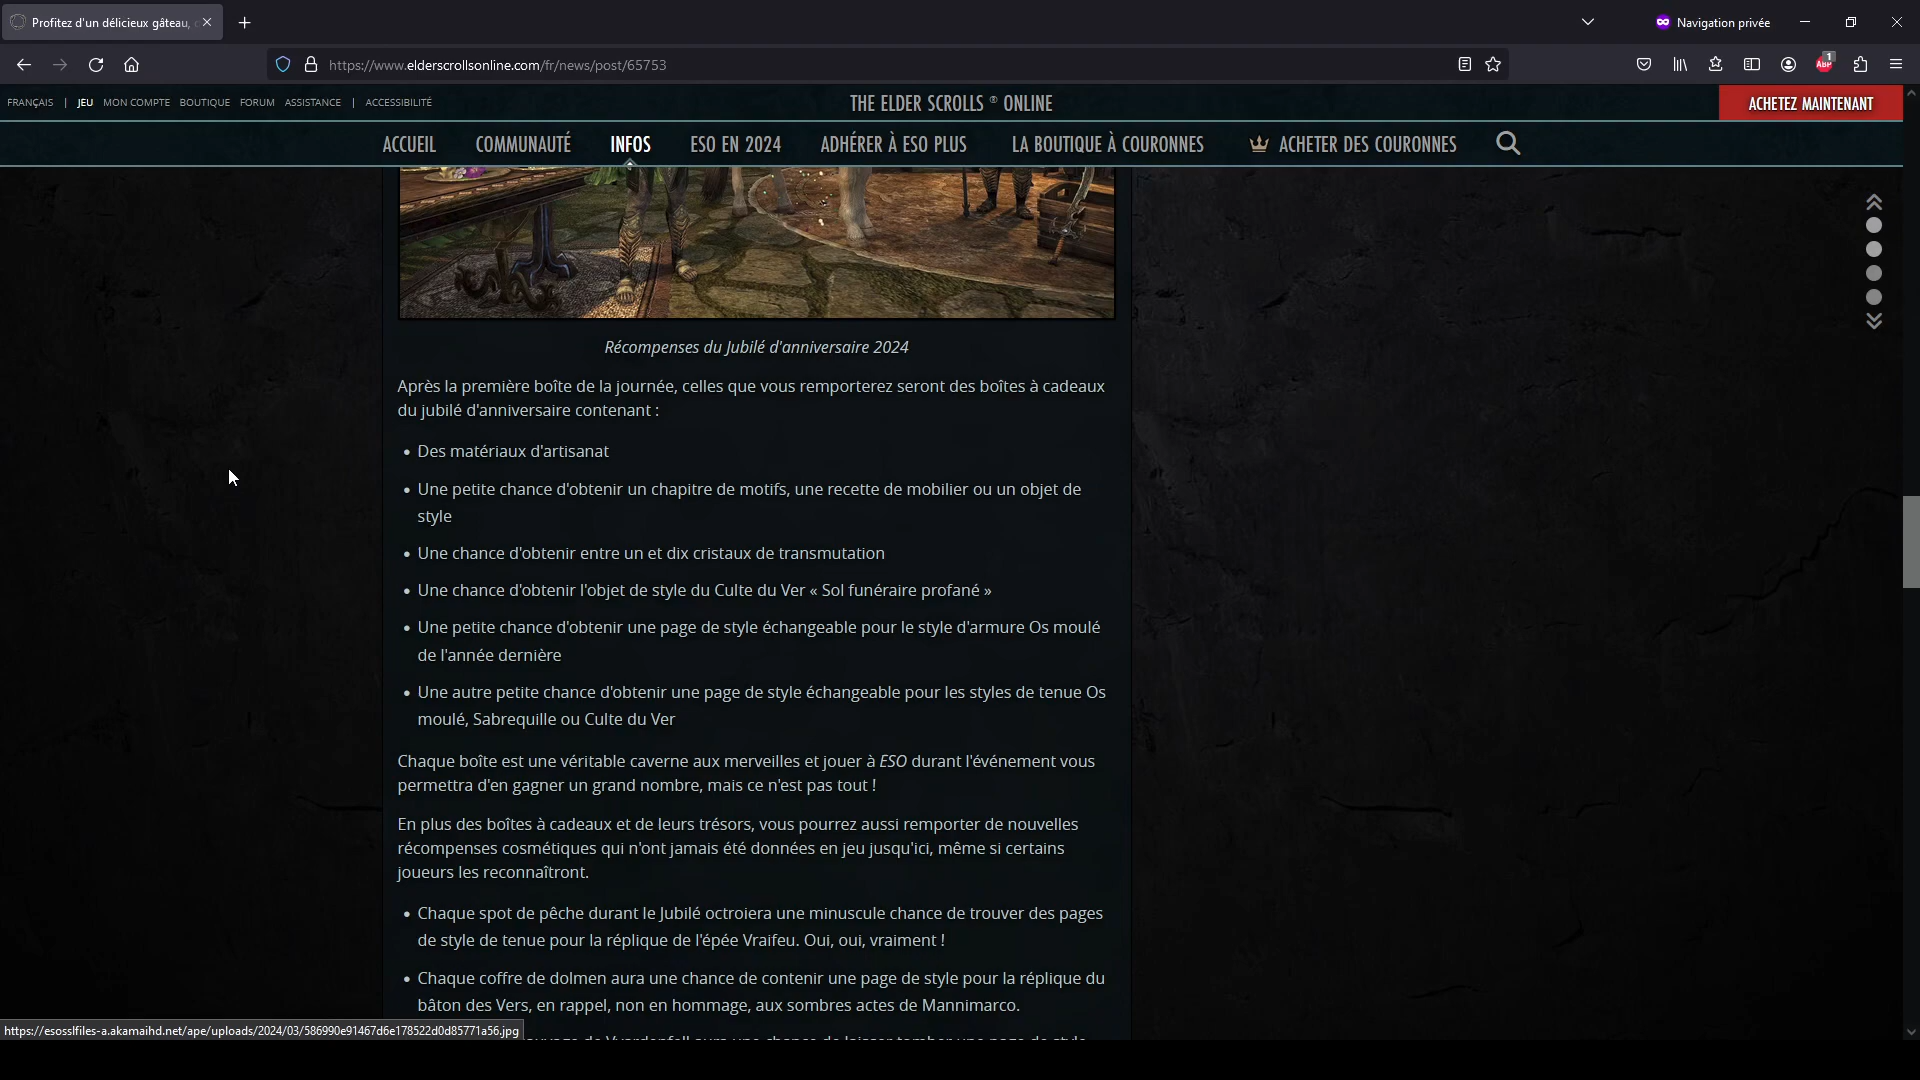 Profitez d'un délicieux gâteau,
Navigation privée
https://www.elderscrollsonline.com/fr/news/post/65753
ABP
1
FRANÇAIS | JEU MON COMPTE BOUTIQUE FORUM ASSISTANCE | ACCESSIBILITÉ
THE ELDER SCROLLS ® ONLINE
ACHETEZ MAINTENANT
ACCUEIL COMMUNAUTÉ INFOS ESO EN 2024 ADHÉRER À ESO PLUS LA BOUTIQUE À COURONNES ACHETER DES COURONNES
Récompenses du Jubilé d'anniversaire 2024
Après la première boîte de la journée, celles que vous remporterez seront des boîtes à cadeaux
du jubilé d'anniversaire contenant :
• Des matériaux d'artisanat
• Une petite chance d'obtenir un chapitre de motifs, une recette de mobilier ou un objet de
style
• Une chance d'obtenir entre un et dix cristaux de transmutation
• Une chance d'obtenir l'objet de style du Culte du Ver « Sol funéraire profané »
• Une petite chance d'obtenir une page de style échangeable pour le style d'armure Os moulé
de l'année dernière
• Une autre petite chance d'obtenir une page de style échangeable pour les styles de tenue Os
moulé, Sabrequille ou Culte du Ver
Chaque boîte est une véritable caverne aux merveilles et jouer à ESO durant l'événement vous
permettra d'en gagner un grand nombre, mais ce n'est pas tout !
En plus des boîtes à cadeaux et de leurs trésors, vous pourrez aussi remporter de nouvelles
récompenses cosmétiques qui n'ont jamais été données en jeu jusqu'ici, même si certains
joueurs les reconnaîtront.
• Chaque spot de pêche durant le Jubilé octroiera une minuscule chance de trouver des pages
de style de tenue pour la réplique de l'épée Vraifeu. Oui, oui, vraiment !
• Chaque coffre de dolmen aura une chance de contenir une page de style pour la réplique du
bâton des Vers, en rappel, non en hommage, aux sombres actes de Mannimarco.
https://esosslfiles-a.akamaihd.net/ape/uploads/2024/03/586990e91467d6e178522d0d85771a56.jpg